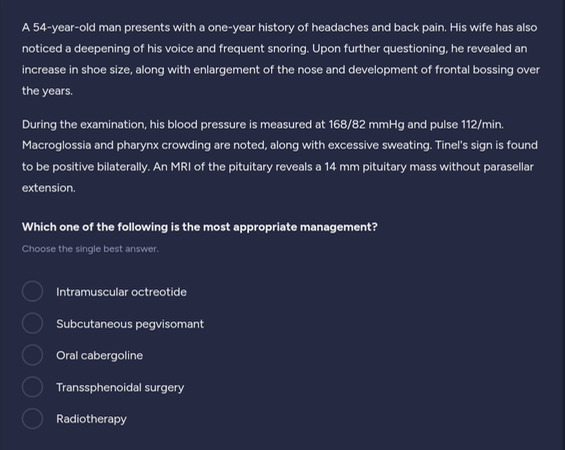 A 54-year-old man presents with a one-year history of headaches and back pain. His wife has also
noticed a deepening of his voice and frequent snoring. Upon further questioning, he revealed an
increase in shoe size, along with enlargement of the nose and development of frontal bossing over
the years.
During the examination, his blood pressure is measured at 168/82 mmHg and pulse 112/min.
Macroglossia and pharynx crowding are noted, along with excessive sweating. Tinel's sign is found
to be positive bilaterally. An MRI of the pituitary reveals a 14 mm pituitary mass without parasellar
extension.
Which one of the following is the most appropriate management?
Choose the single best answer.
Intramuscular octreotide
Subcutaneous pegvisomant
Oral cabergoline
Transsphenoidal surgery
Radiotherapy